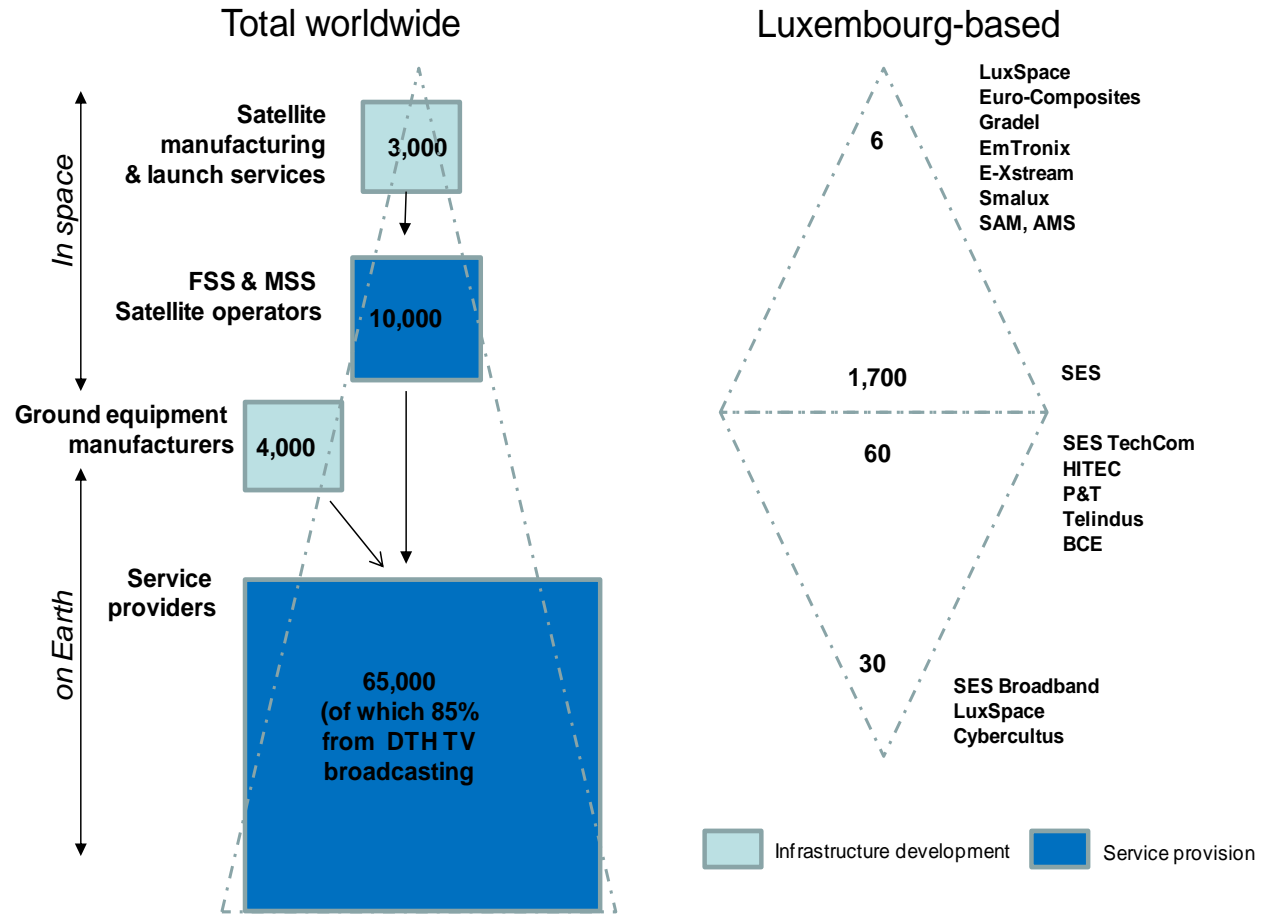 Total worldwide
Luxembourg-based
In space
on Earth
Satellite
manufacturing
& launch services
3,000
FSS & MSS
Satellite operators
10,000
Ground equipment
manufacturers
4,000
Service
providers
65,000
(of which 85%
from DTH TV
broadcasting
6
LuxSpace
Euro-Composites
Gradel
EmTronix
E-Xstream
Smalux
SAM, AMS
1,700
SES
60
SES TechCom
HITEC
P&T
Telindus
BCE
30
SES Broadband
LuxSpace
Cybercultus
Infrastructure development
Service provision